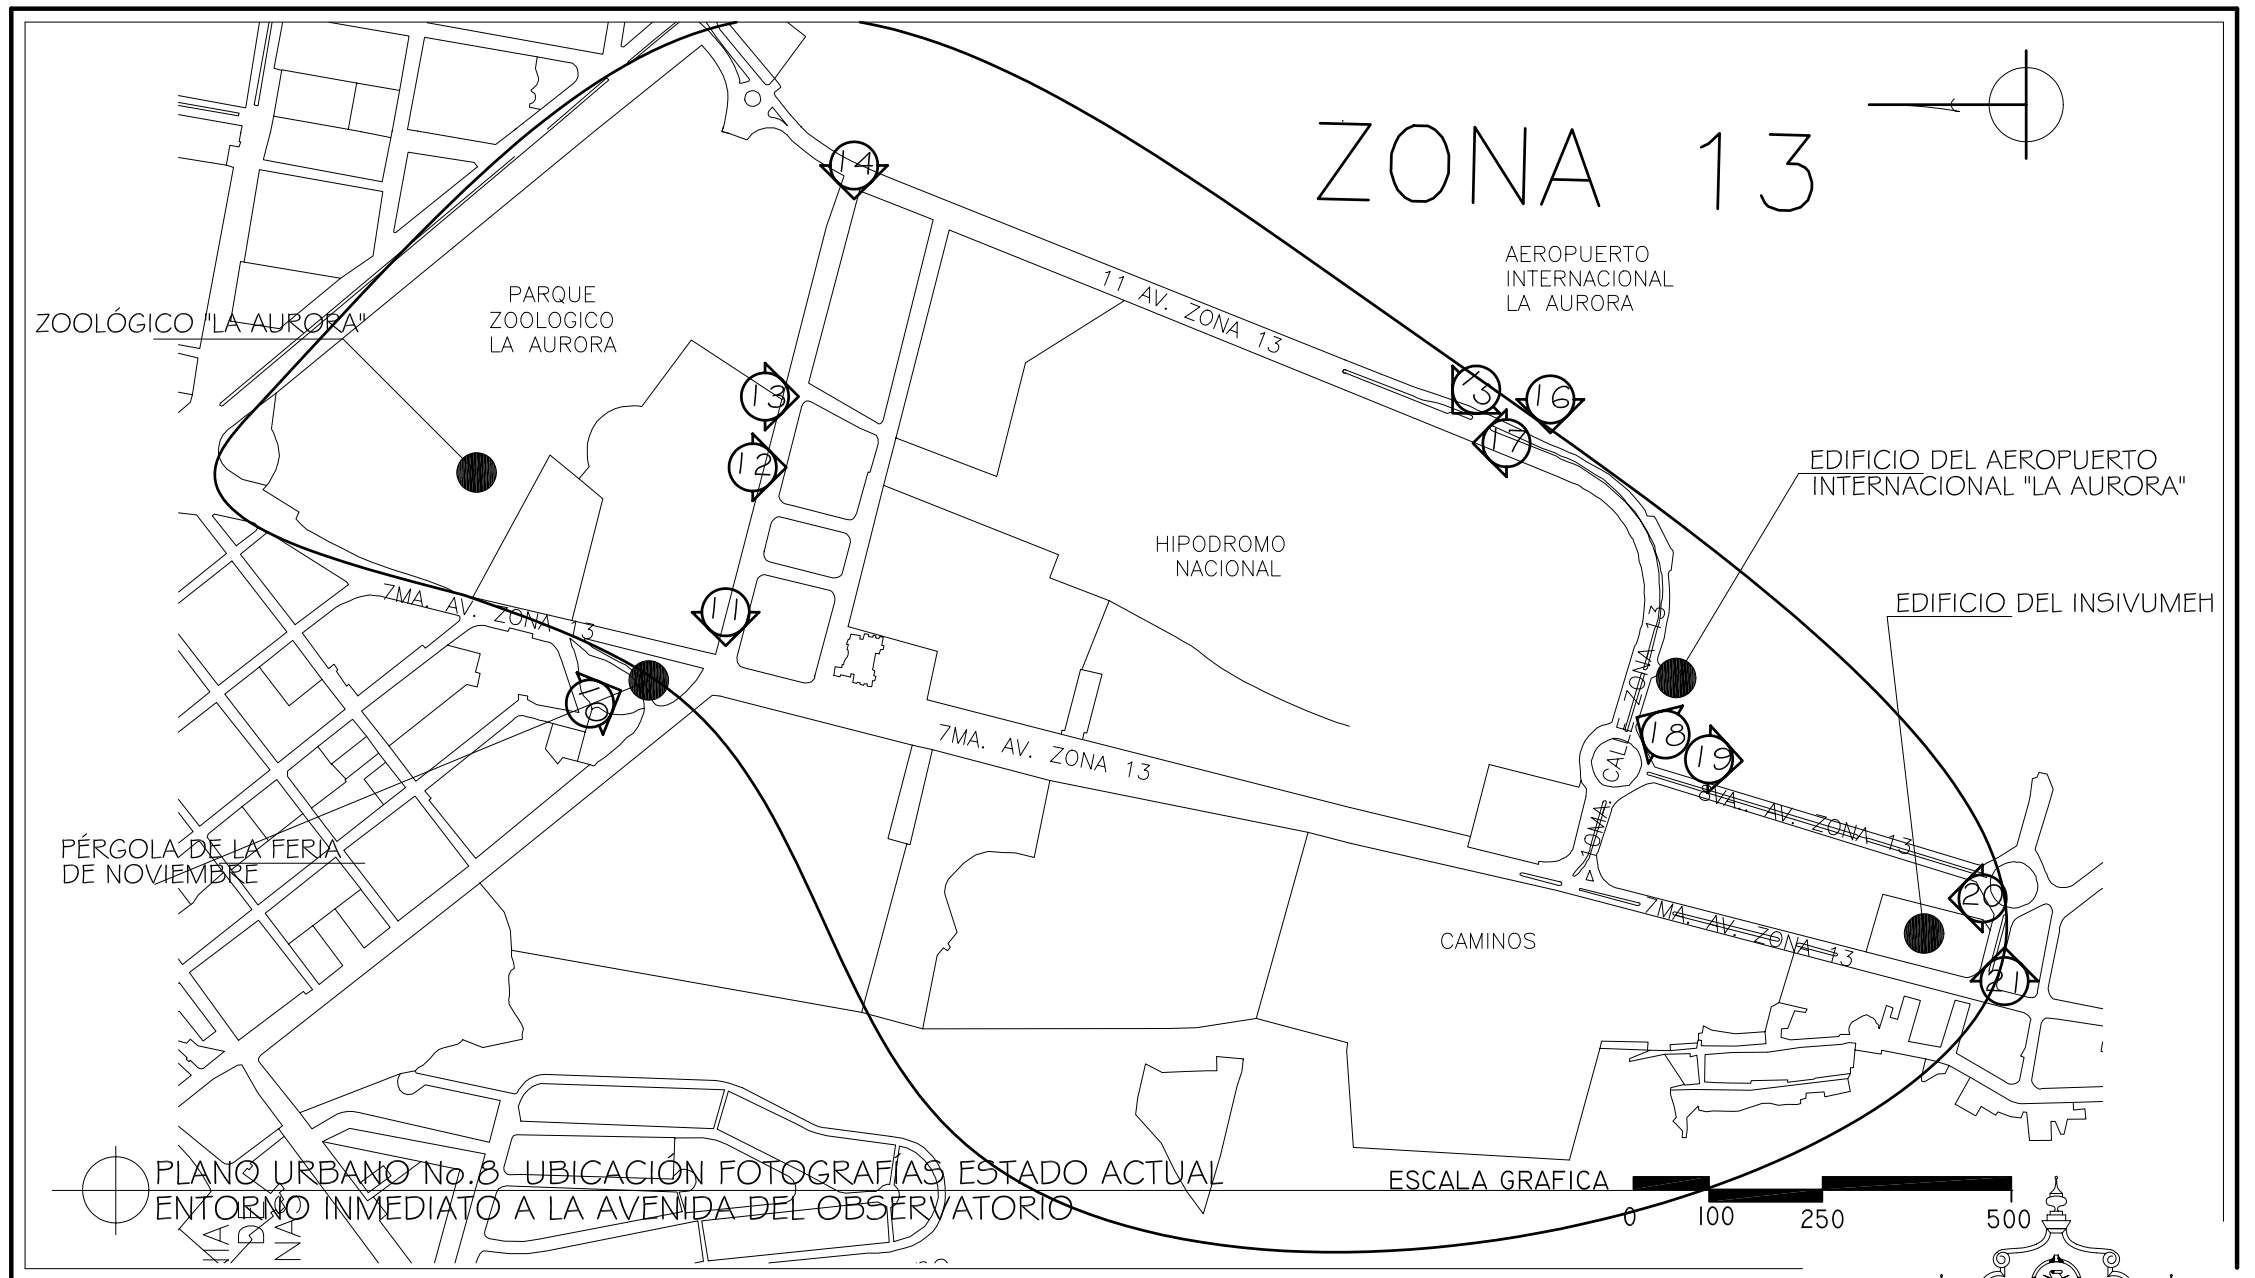 ZONA 13
14
AEROPUERTO
INTERNACIONAL
LA AURORA
11 AV. ZONA 13
PARQUE
ZOOLOGICO
LA AURORA
ZOOLÓGICO "LA AURORA"
13
12
15
16
17
EDIFICIO DEL AEROPUERTO
INTERNACIONAL "LA AURORA"
HIPODROMO
NACIONAL
EDIFICIO DEL INSIVUMEH
7MA. AV. ZONA 13
11
18
19
7MA. AV. ZONA 13
10MA. CALLE ZONA 13
8VA. AV. ZONA 13
PÉRGOLA DE LA FERIA
DE NOVIEMBRE
20
7MA. AV. ZONA 13
CAMINOS
21
PLANO URBANO No.8 UBICACIÓN FOTOGRAFÍAS ESTADO ACTUAL
ENTORNO INMEDIATO A LA AVENIDA DEL OBSERVATORIO
ESCALA GRAFICA
0 100 250 500